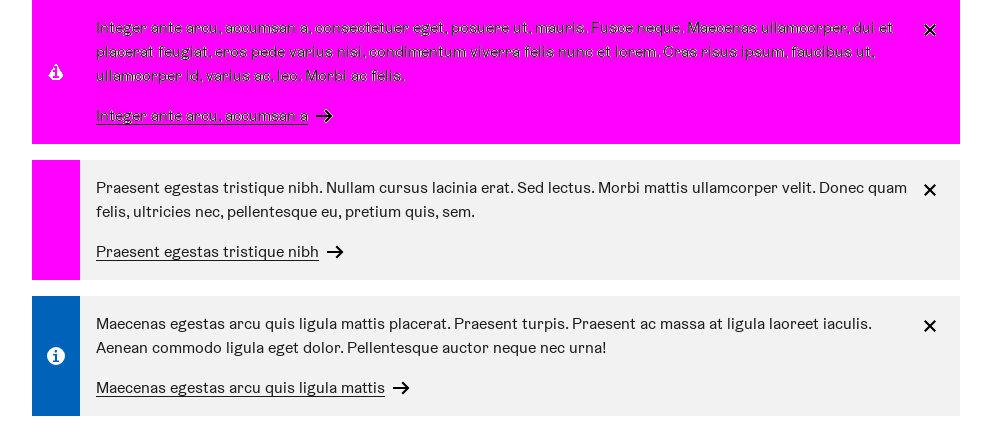 Integer ante arcu, accumsan a, consectetuer eget, posuere ut, mauris. Fusce neque. Maecenas ullamcorper, dui et
placerat feugiat, eros pede varius nisi, condimentum viverra felis nunc et lorem. Cras risus ipsum, faucibus ut,
ullamcorper id, varius ac, leo. Morbi ac felis.
Integer ante arcu, accumsan a
Praesent egestas tristique nibh. Nullam cursus lacinia erat. Sed lectus. Morbi mattis ullamcorper velit. Donec quam
felis, ultricies nec, pellentesque eu, pretium quis, sem.
Praesent egestas tristique nibh
Maecenas egestas arcu quis ligula mattis placerat. Praesent turpis. Praesent ac massa at ligula laoreet iaculis.
Aenean commodo ligula eget dolor. Pellentesque auctor neque nec urna!
Maecenas egestas arcu quis ligula mattis